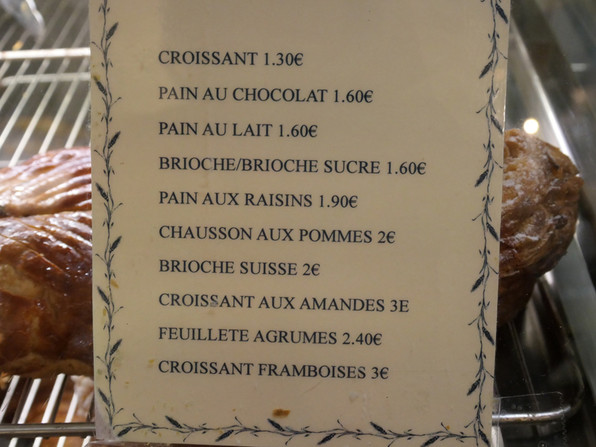 CROISSANT 1.30€
PAIN AU CHOCOLAT 1.60€
PAIN AU LAIT 1.60€
BRIOCHE/BRIOCHE SUCRE 1.60€
PAIN AUX RAISINS 1.90€
CHAUSSON AUX POMMES 2€
BRIOCHE SUISSE 2€
CROISSANT AUX AMANDES 3E
FEUILLETE AGRUMES 2.40€
CROISSANT FRAMBOISES 3€